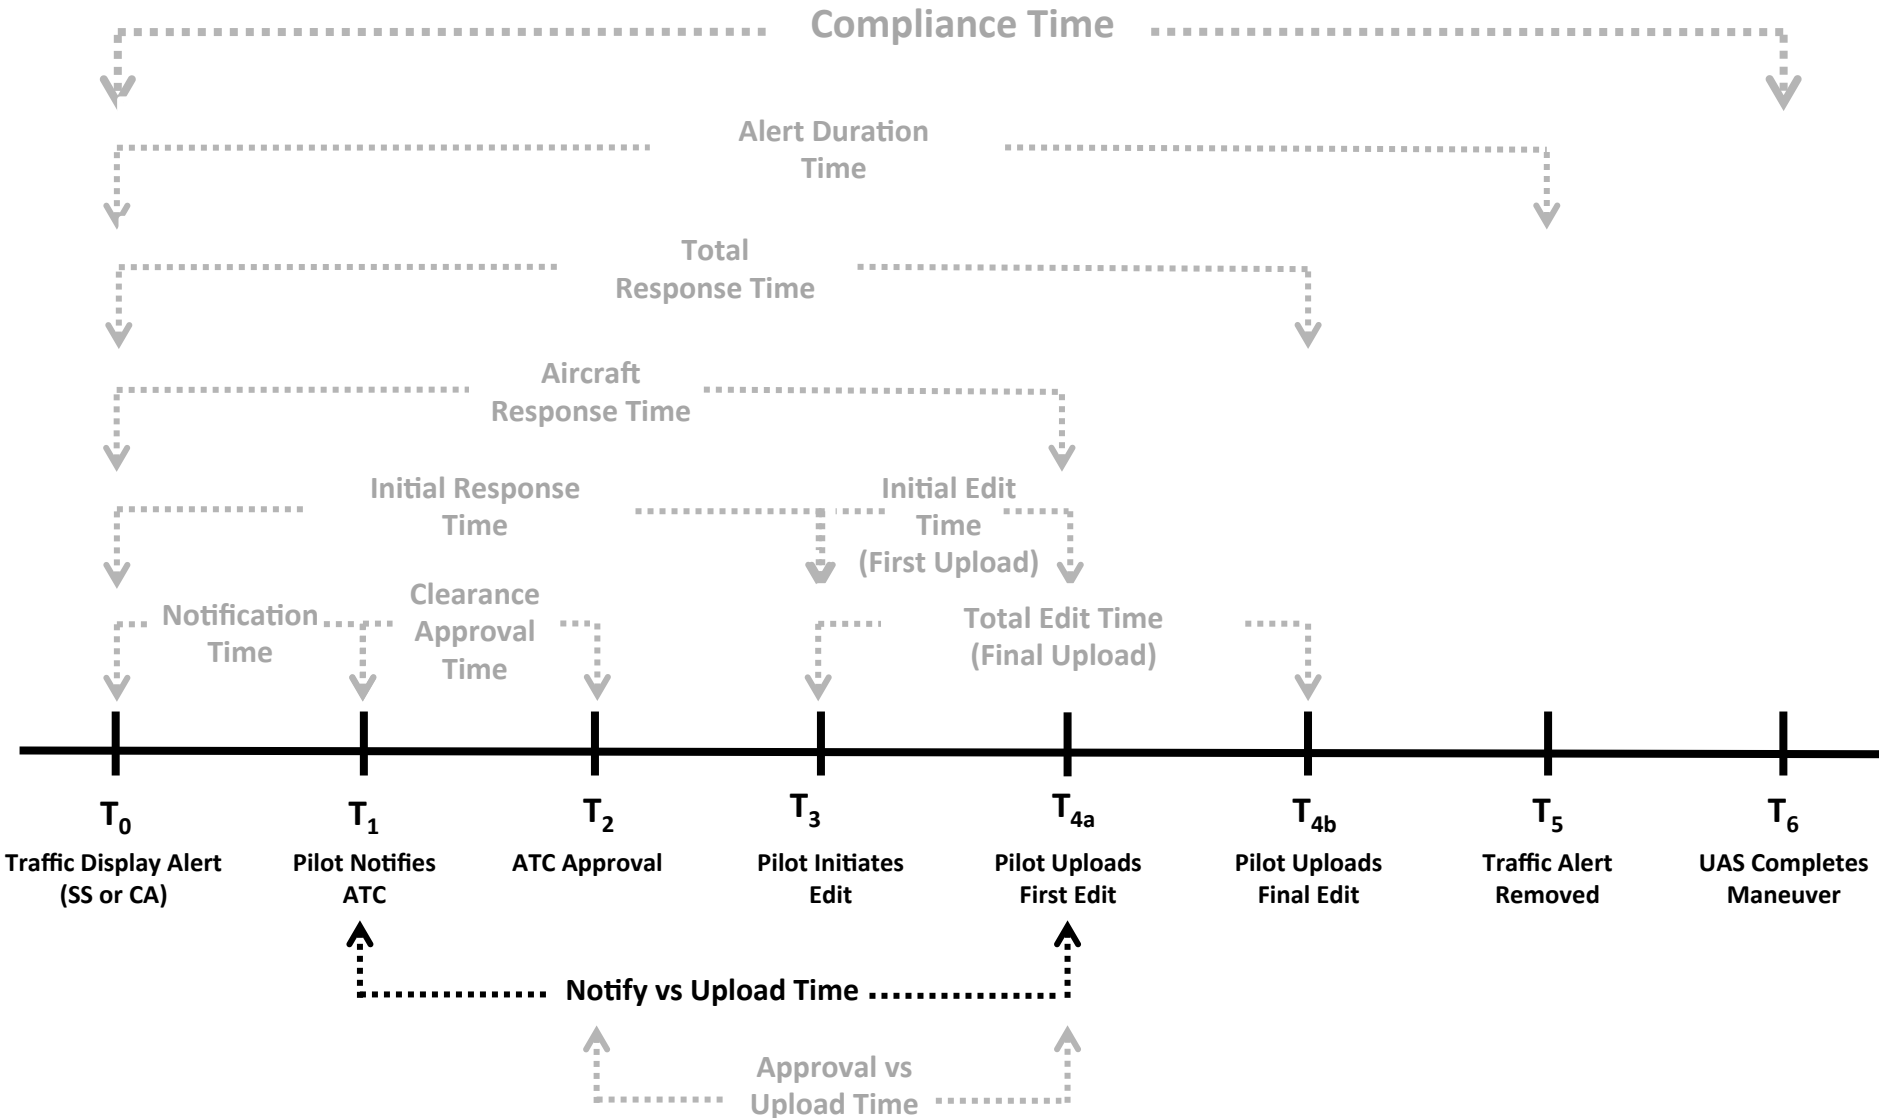 Compliance Time
Alert Duration
Time
Total
Response Time
Aircraft
Response Time
Initial Response
Time
Initial Edit
Time
(First Upload)
Notification
Time
Clearance
Approval
Time
Total Edit Time
(Final Upload)
T0
T1
T2
T3
T4a
T4b
T5
T6
Traffic Display Alert
(SS or CA)
Pilot Notifies
ATC
ATC Approval
Pilot Initiates
Edit
Pilot Uploads
First Edit
Pilot Uploads
Final Edit
Traffic Alert
Removed
UAS Completes
Maneuver
Notify vs Upload Time
Approval vs
Upload Time